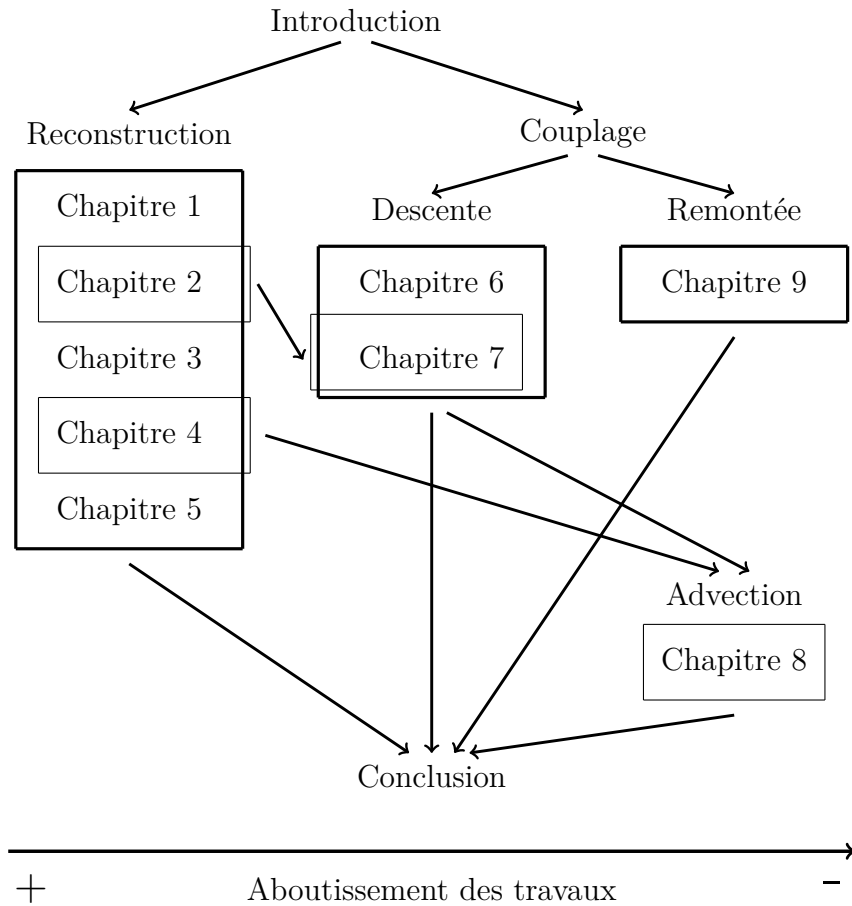 Introduction
Reconstruction
Couplage
Descente
Remontée
Chapitre 1
Chapitre 2
Chapitre 3
Chapitre 4
Chapitre 5
Chapitre 6
Chapitre 7
Chapitre 9
Advection
Chapitre 8
Conclusion
+
Aboutissement des travaux
-